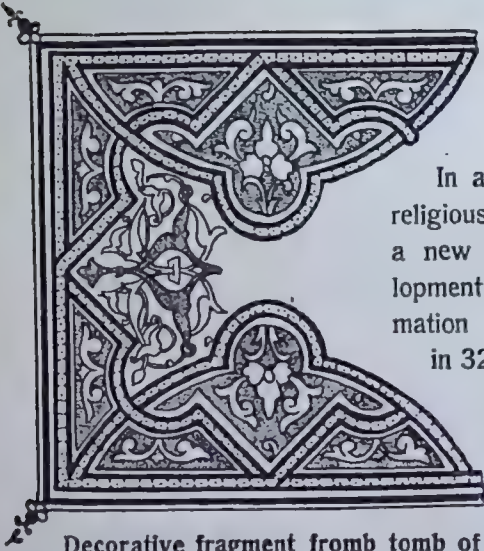 In a
religious
a new
lopment
mation
in 32
Decorative fragment fromb tomb of